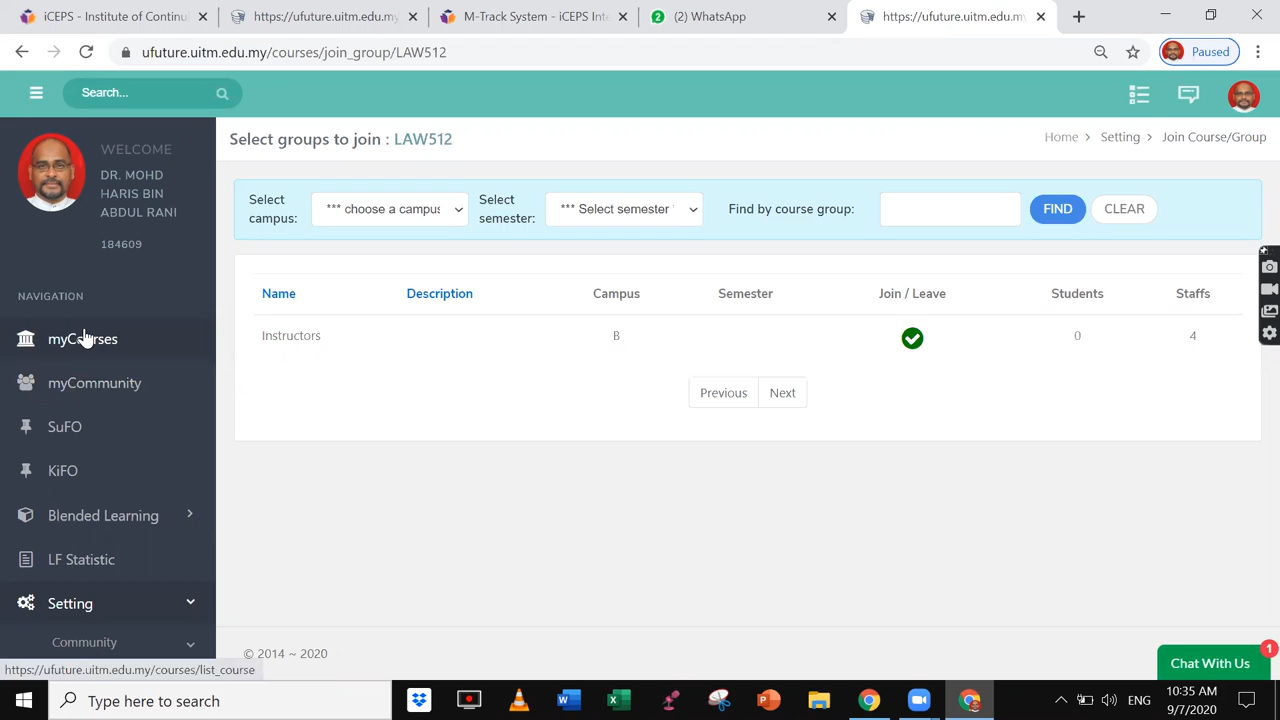 iCEPS - Institute of Continu
https://ufuture.uitm.edu.my/
M-Track System - iCEPS Inte
(2) WhatsApp
https://ufuture.uitm.edu.my/
ufuture.uitm.edu.my/courses/join_group/LAW512
Paused
Search...
WELCOME
DR. MOHD
HARIS BIN
ABDUL RANI
184609
NAVIGATION
myCourses
myCommunity
SuFO
KiFO
Blended Learning
LF Statistic
Setting
Community
https://ufuture.uitm.edu.my/courses/list_course
Select groups to join : LAW512
Home > Setting > Join Course/Group
Select campus:
*** choose a campus
Select semester:
*** Select semester
Find by course group:
FIND
CLEAR
Name Description Campus Semester Join / Leave Students Staffs
Instructors B 0 4
Previous Next
© 2014 ~ 2020
Chat With Us
1
Type here to search
ENG
10:35 AM
9/7/2020